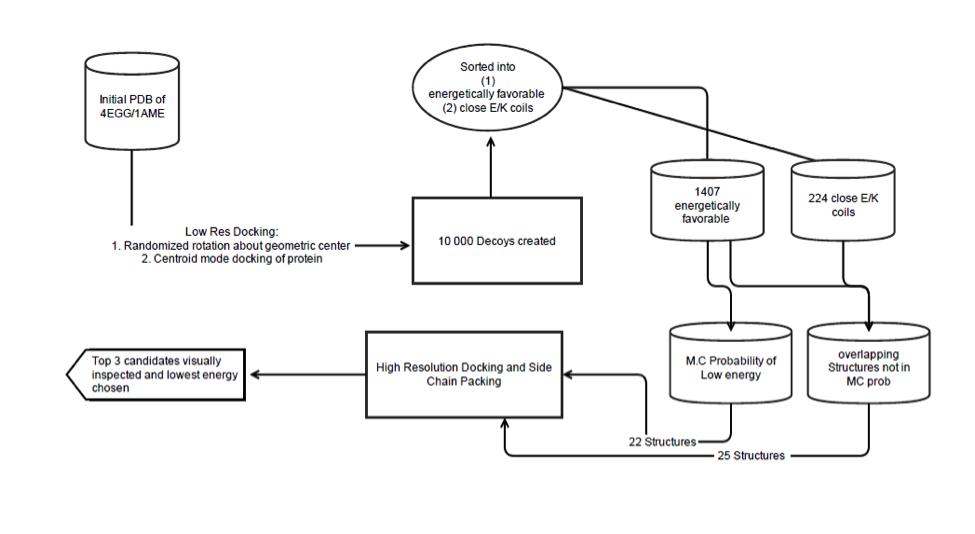 Initial PDB of
4EGG/1AME
Sorted into
(1)
energetically favorable
(2) close E/K coils
Low Res Docking:
1. Randomized rotation about geometric center
2. Centroid mode docking of protein
10 000 Decoys created
1407
energetically
favorable
224 close E/K
coils
M.C Probability of
Low energy
overlapping
Structures not in
MC prob
22 Structures
25 Structures
High Resolution Docking and Side
Chain Packing
Top 3 candidates visually
inspected and lowest energy
chosen